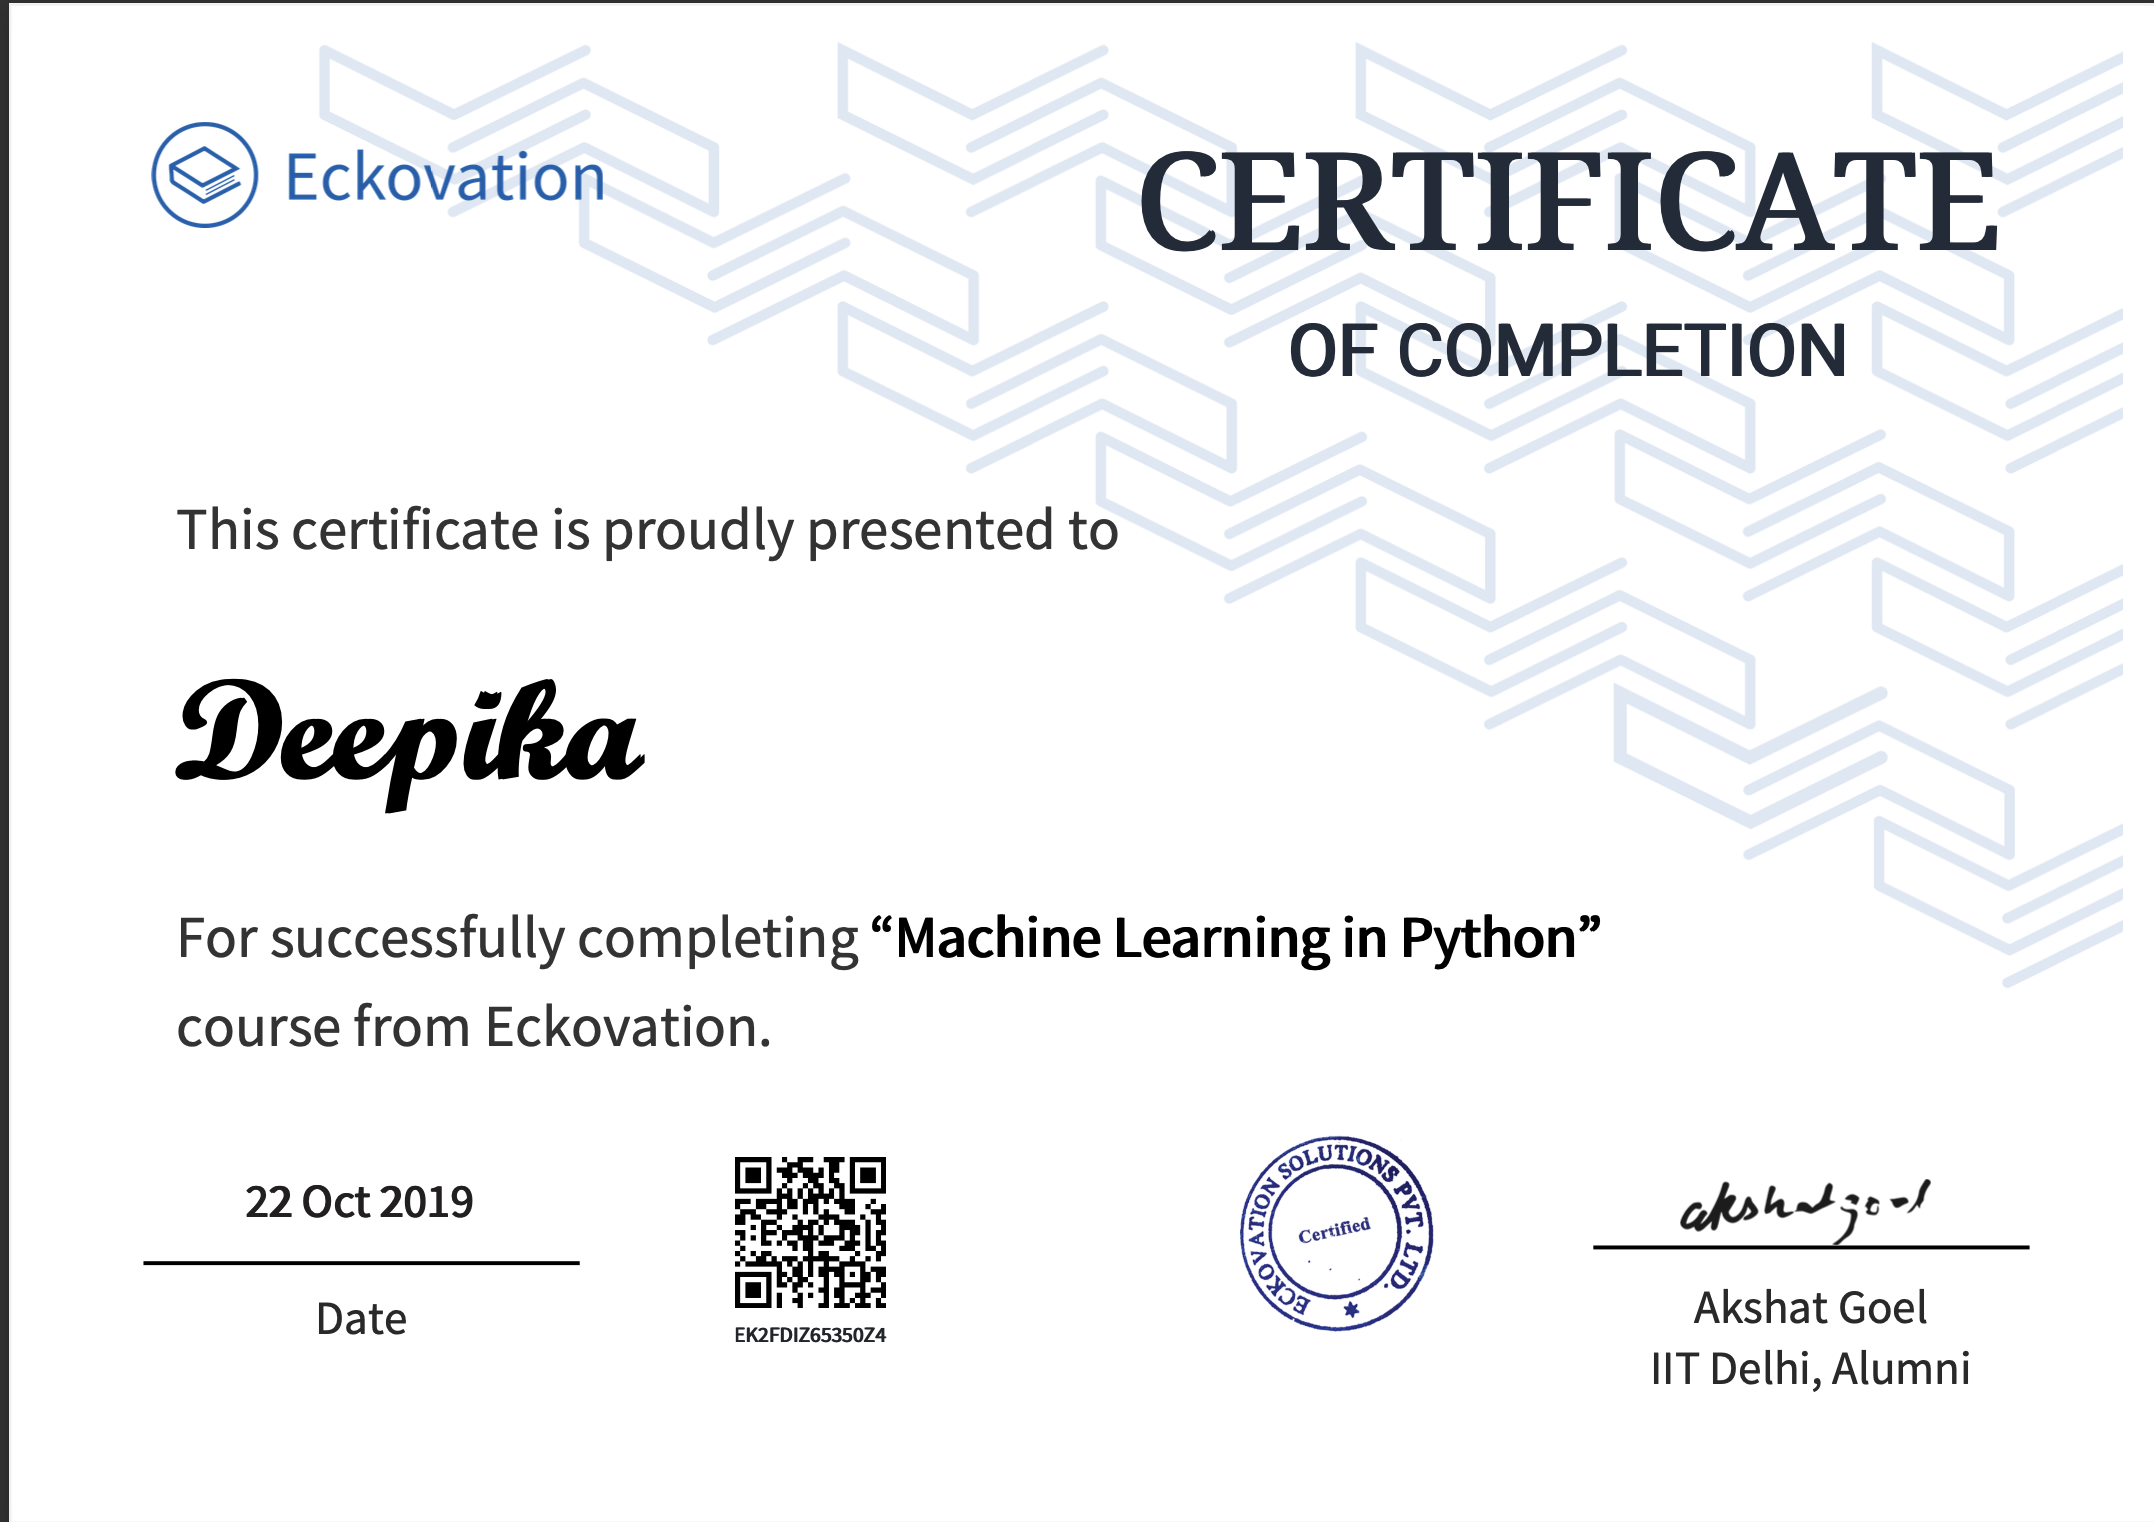 Eckovation
CERTIFICATE
OF COMPLETION
This certificate is proudly presented to
Deepika
For successfully completing “Machine Learning in Python”
course from Eckovation.
22 Oct 2019
Date
EK2FDIZ65350Z4
ECKOVATION SOLUTIONS PVT. LTD.
Certified
akshat goel
Akshat Goel
IIT Delhi, Alumni